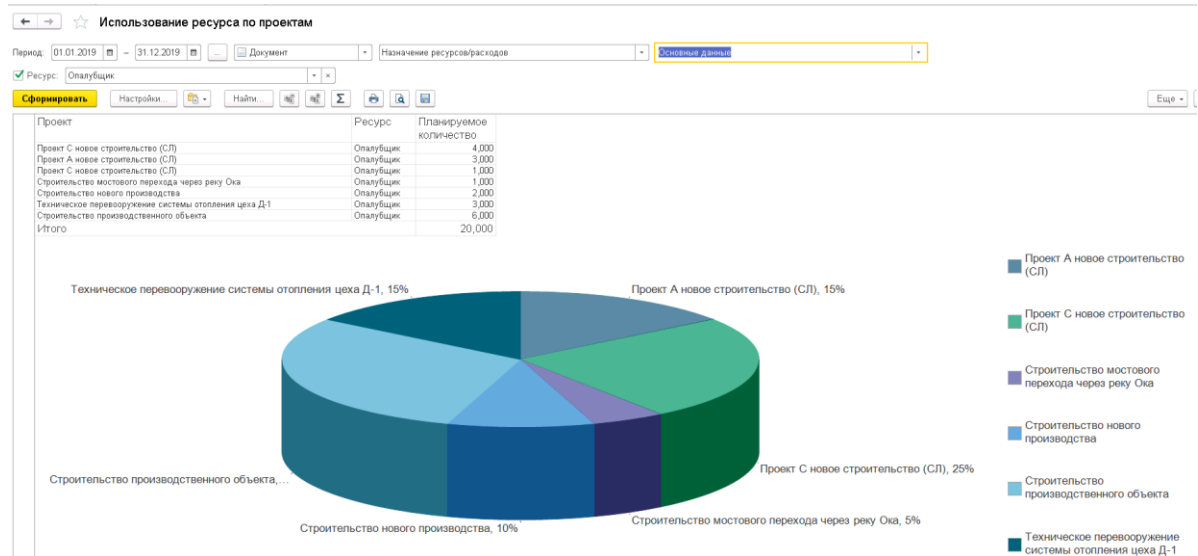 Использование ресурса по проектам
Период: 01.01.2019 – 31.12.2019 ... Документ Назначение ресурсов/расходов Основные данные
Ресурс: Опалубщик
Сформировать Настройки... Найти... Σ Еще
Проект Ресурс Планируемое
количество
Проект С новое строительство (СЛ) Опалубщик 4,000
Проект А новое строительство (СЛ) Опалубщик 3,000
Проект С новое строительство (СЛ) Опалубщик 1,000
Строительство мостового перехода через реку Ока Опалубщик 1,000
Строительство нового производства Опалубщик 2,000
Техническое перевооружение системы отопления цеха Д-1 Опалубщик 3,000
Строительство производственного объекта Опалубщик 6,000
Итого 20,000
Техническое перевооружение системы отопления цеха Д-1, 15%
Проект А новое строительство (СЛ), 15%
Проект С новое строительство (СЛ), 25%
Строительство производственного объекта,...
Строительство мостового перехода через реку Ока, 5%
Строительство нового производства, 10%
Проект А новое строительство
(СЛ)
Проект С новое строительство
(СЛ)
Строительство мостового
перехода через реку Ока
Строительство нового
производства
Строительство
производственного объекта
Техническое перевооружение
системы отопления цеха Д-1